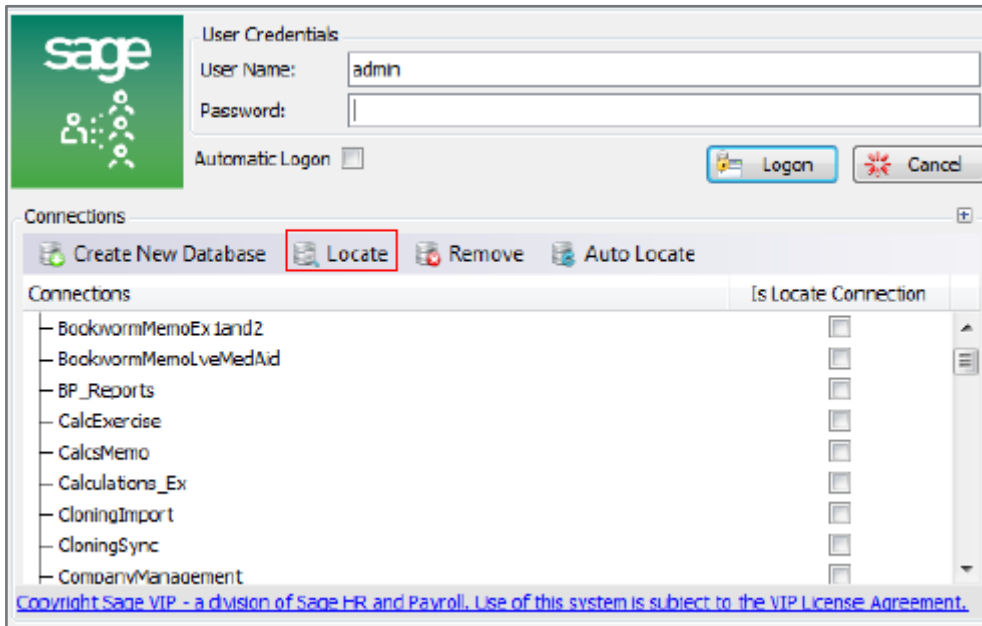 sage
User Credentials
User Name: admin
Password:
Automatic Logon
Logon Cancel
Connections
Create New Database Locate Remove Auto Locate
Connections Is Locate Connection
BookwormMemoEx1and2
BookwormMemoLveMedAid
BP_Reports
CalcExercise
CalcsMemo
Calculations_Ex
CloningImport
CloningSync
CompanyManagement
Copyright Sage VIP - a division of Sage HR and Payroll. Use of this system is subject to the VIP License Agreement.